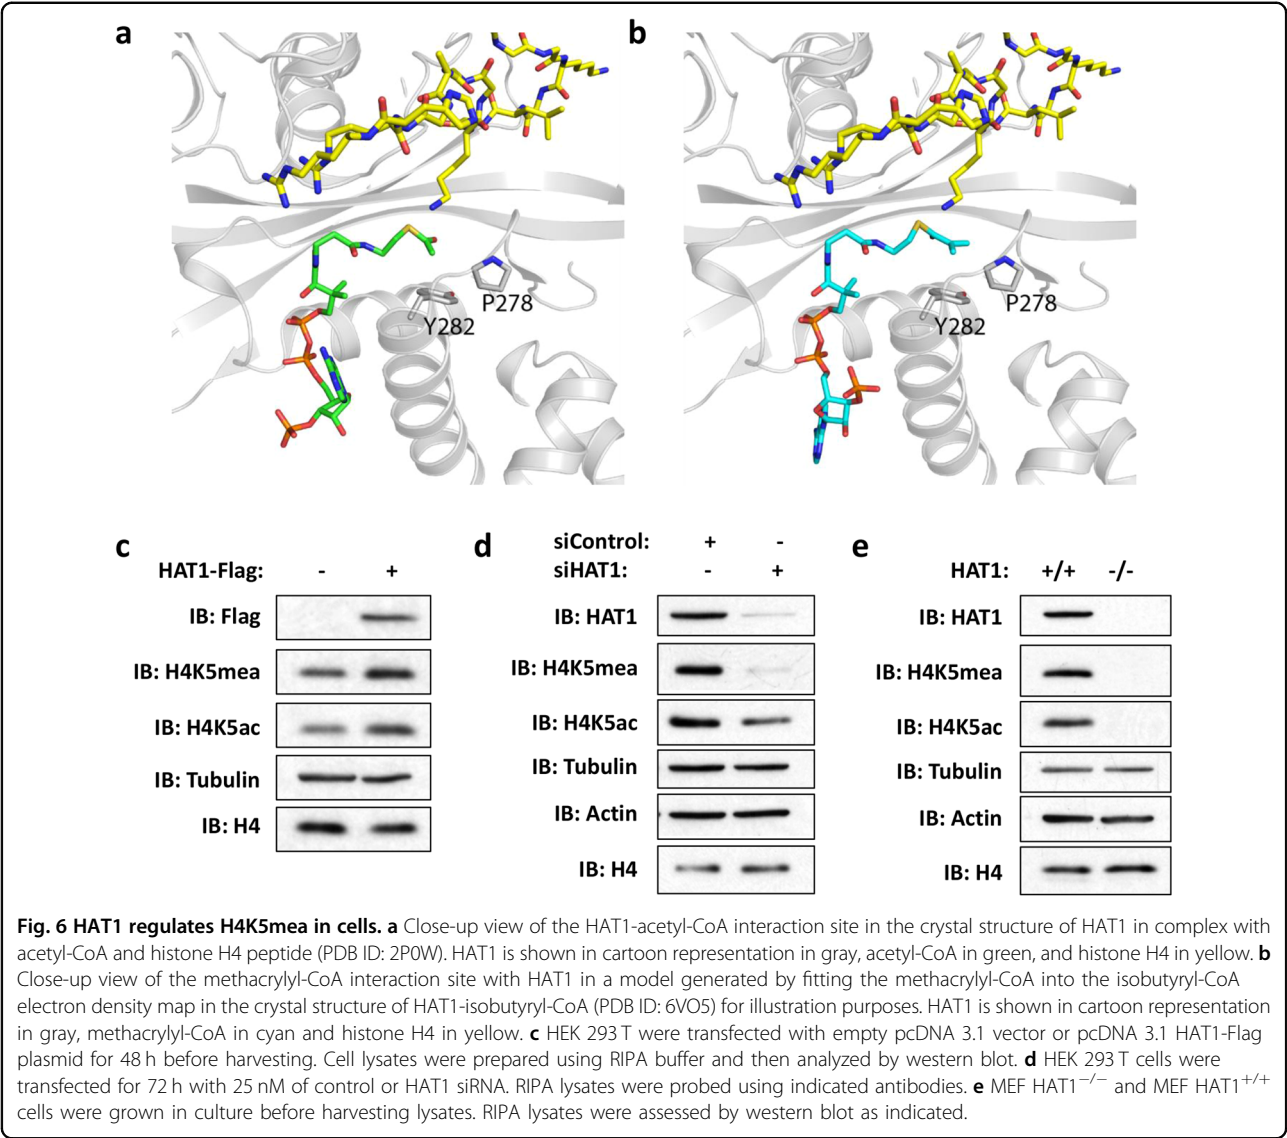 a
b
P278
Y282
P278
Y282
c
HAT1-Flag: - +
IB: Flag
IB: H4K5mea
IB: H4K5ac
IB: Tubulin
IB: H4
d
siControl: + -
siHAT1: - +
IB: HAT1
IB: H4K5mea
IB: H4K5ac
IB: Tubulin
IB: Actin
IB: H4
e
HAT1: +/+ -/-
IB: HAT1
IB: H4K5mea
IB: H4K5ac
IB: Tubulin
IB: Actin
IB: H4
Fig. 6 HAT1 regulates H4K5mea in cells. a Close-up view of the HAT1-acetyl-CoA interaction site in the crystal structure of HAT1 in complex with
acetyl-CoA and histone H4 peptide (PDB ID: 2P0W). HAT1 is shown in cartoon representation in gray, acetyl-CoA in green, and histone H4 in yellow. b
Close-up view of the methacrylyl-CoA interaction site with HAT1 in a model generated by fitting the methacrylyl-CoA into the isobutyryl-CoA
electron density map in the crystal structure of HAT1-isobutyryl-CoA (PDB ID: 6VO5) for illustration purposes. HAT1 is shown in cartoon representation
in gray, methacrylyl-CoA in cyan and histone H4 in yellow. c HEK 293 T were transfected with empty pcDNA 3.1 vector or pcDNA 3.1 HAT1-Flag
plasmid for 48 h before harvesting. Cell lysates were prepared using RIPA buffer and then analyzed by western blot. d HEK 293 T cells were
transfected for 72 h with 25 nM of control or HAT1 siRNA. RIPA lysates were probed using indicated antibodies. e MEF HAT1−/− and MEF HAT1+/+
cells were grown in culture before harvesting lysates. RIPA lysates were assessed by western blot as indicated.